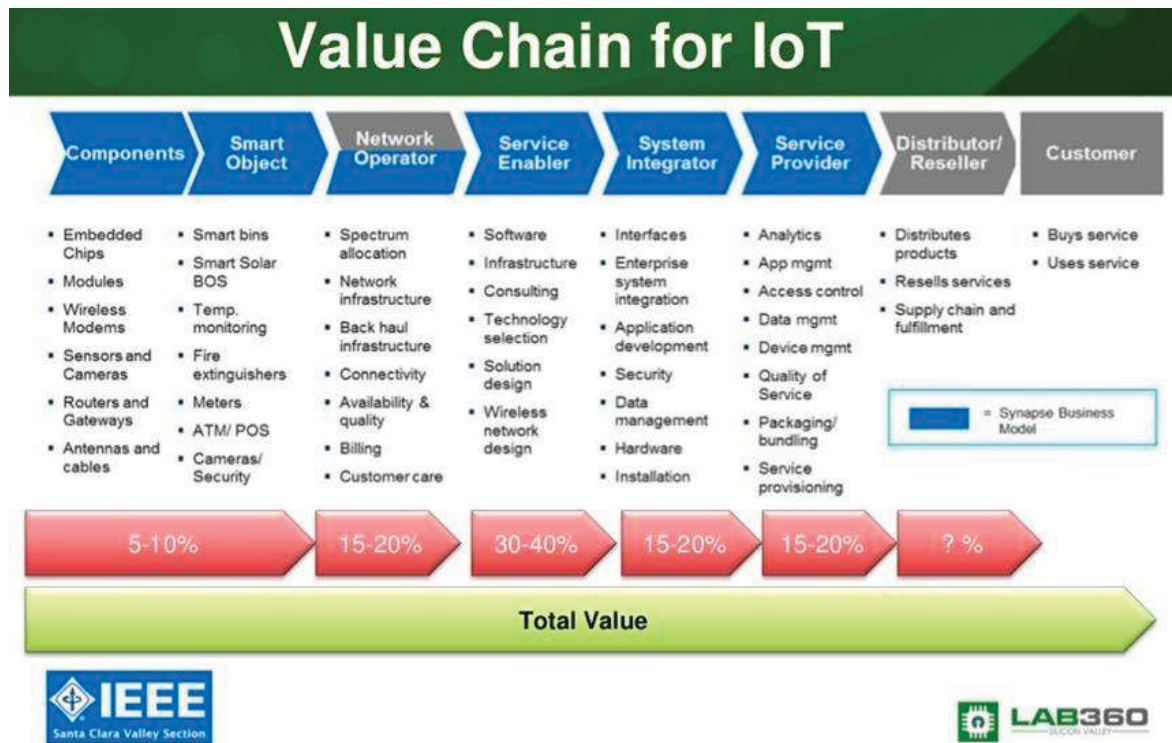 Value Chain for IoT
Components
Smart
Object
Network
Operator
Service
Enabler
System
Integrator
Service
Provider
Distributor/
Reseller
Customer
▪ Embedded
Chips
▪ Modules
▪ Wireless
Modems
▪ Sensors and
Cameras
▪ Routers and
Gateways
▪ Antennas and
cables
▪ Smart bins
▪ Smart Solar
BOS
▪ Temp.
monitoring
▪ Fire
extinguishers
▪ Meters
▪ ATM/ POS
▪ Cameras/
Security
▪ Spectrum
allocation
▪ Network
infrastructure
▪ Back haul
infrastructure
▪ Connectivity
▪ Availability &
quality
▪ Billing
▪ Customer care
▪ Software
▪ Infrastructure
▪ Consulting
▪ Technology
selection
▪ Solution
design
▪ Wireless
network
design
▪ Interfaces
▪ Enterprise
system
integration
▪ Application
development
▪ Security
▪ Data
management
▪ Hardware
▪ Installation
▪ Analytics
▪ App mgmt
▪ Access control
▪ Data mgmt
▪ Device mgmt
▪ Quality of
Service
▪ Packaging/
bundling
▪ Service
provisioning
▪ Distributes
products
▪ Resells services
▪ Supply chain and
fulfillment
▪ Buys service
▪ Uses service
= Synapse Business
Model
5-10%
15-20%
30-40%
15-20%
15-20%
? %
Total Value
IEEE
Santa Clara Valley Section
LAB360
SILICON VALLEY